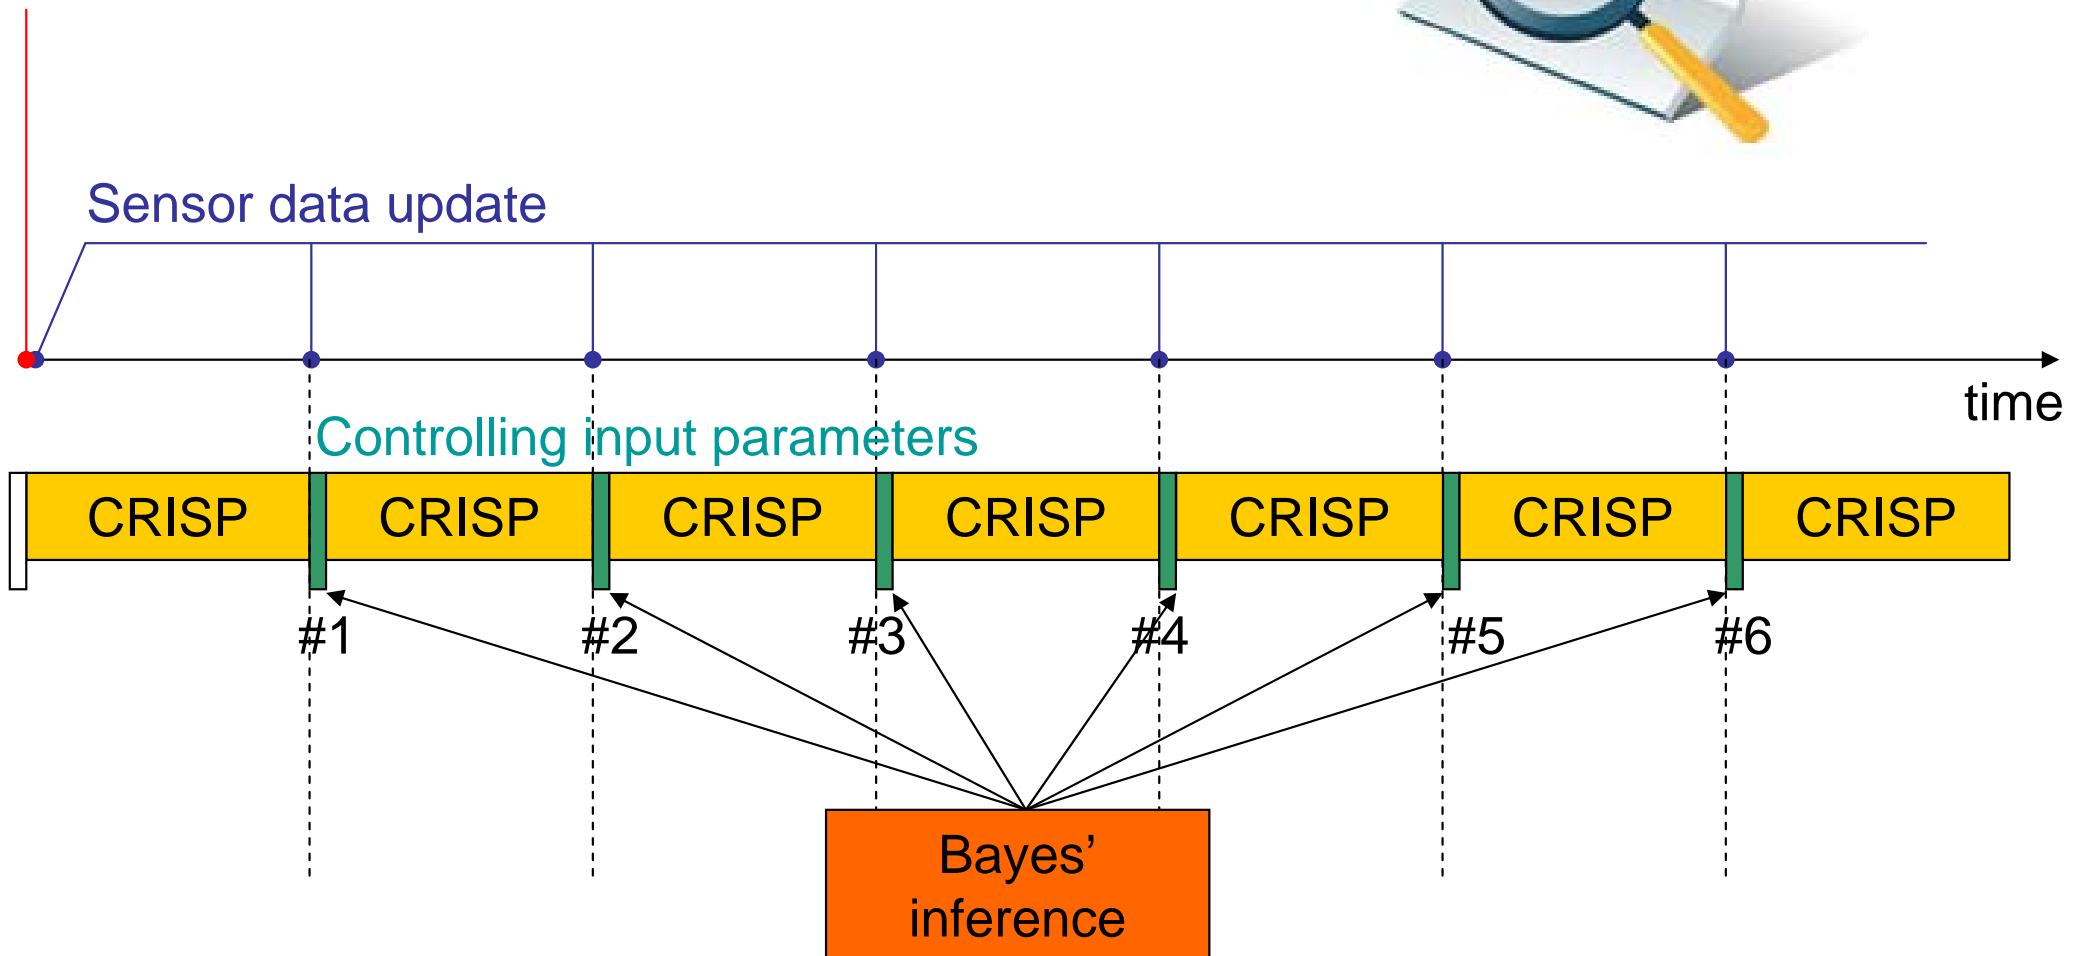 Sensor data update
time
Controlling input parameters
CRISP CRISP CRISP CRISP CRISP CRISP CRISP
#1 #2 #3 #4 #5 #6
Bayes’
inference